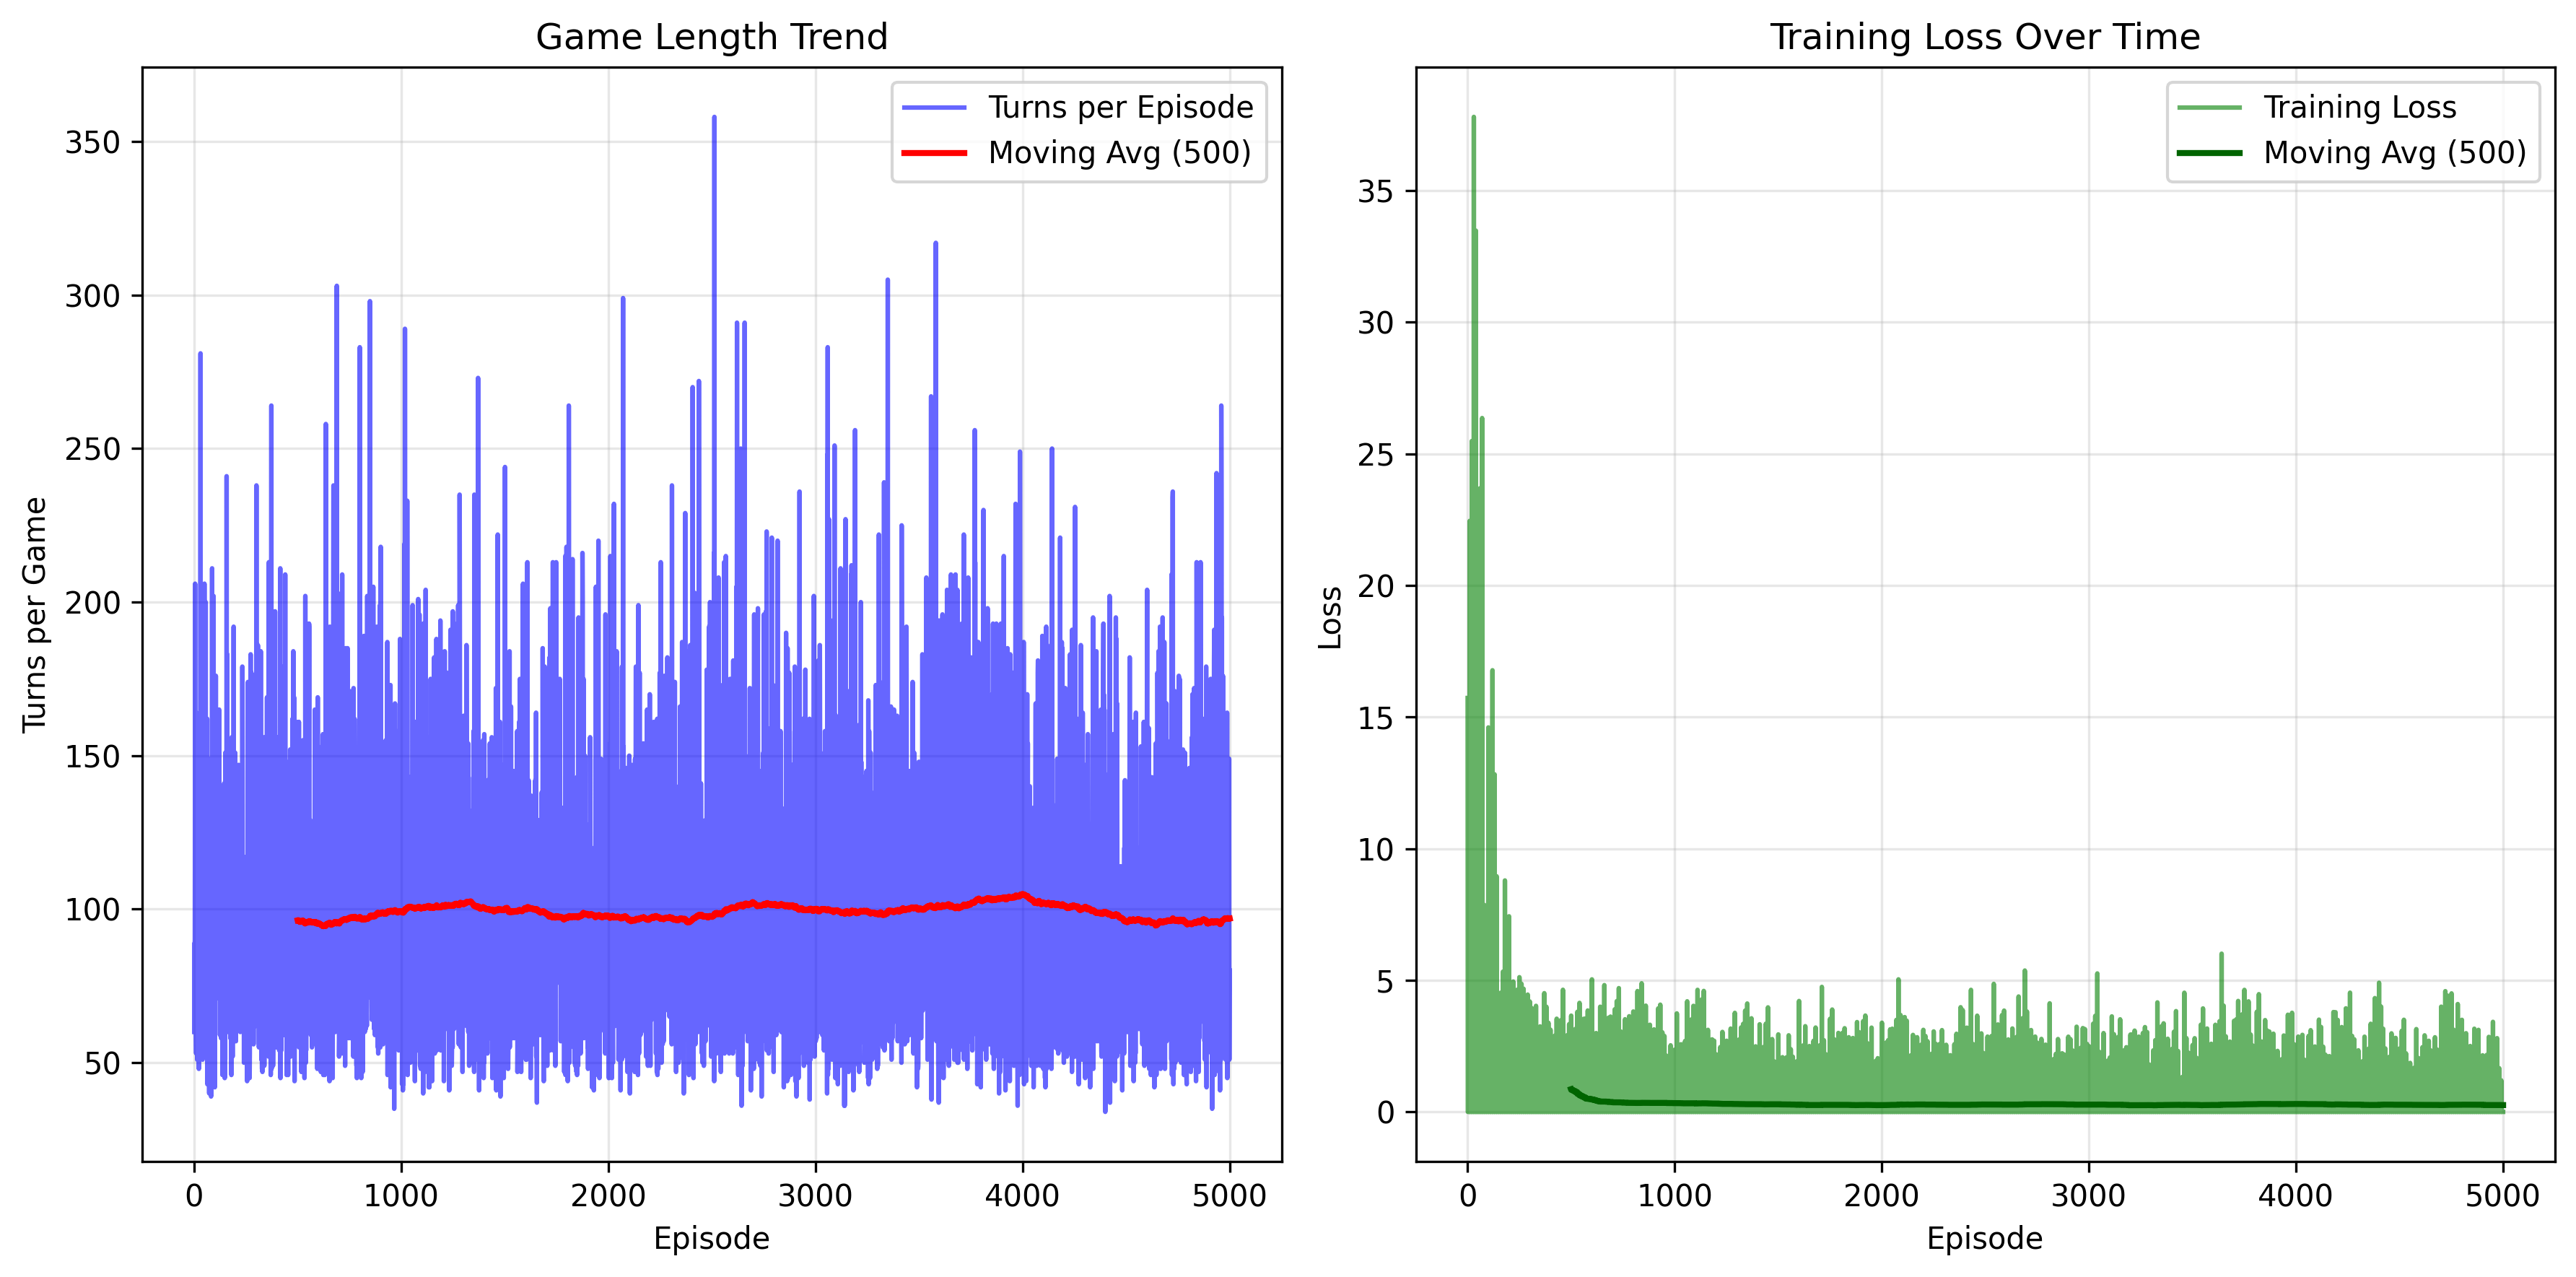 Game Length Trend
Turns per Episode
Moving Avg (500)
350
300
250
200
150
100
50
Turns per Game
0
1000
2000
3000
4000
5000
Episode
Training Loss Over Time
Training Loss
Moving Avg (500)
35
30
25
20
15
10
5
0
Loss
0
1000
2000
3000
4000
5000
Episode